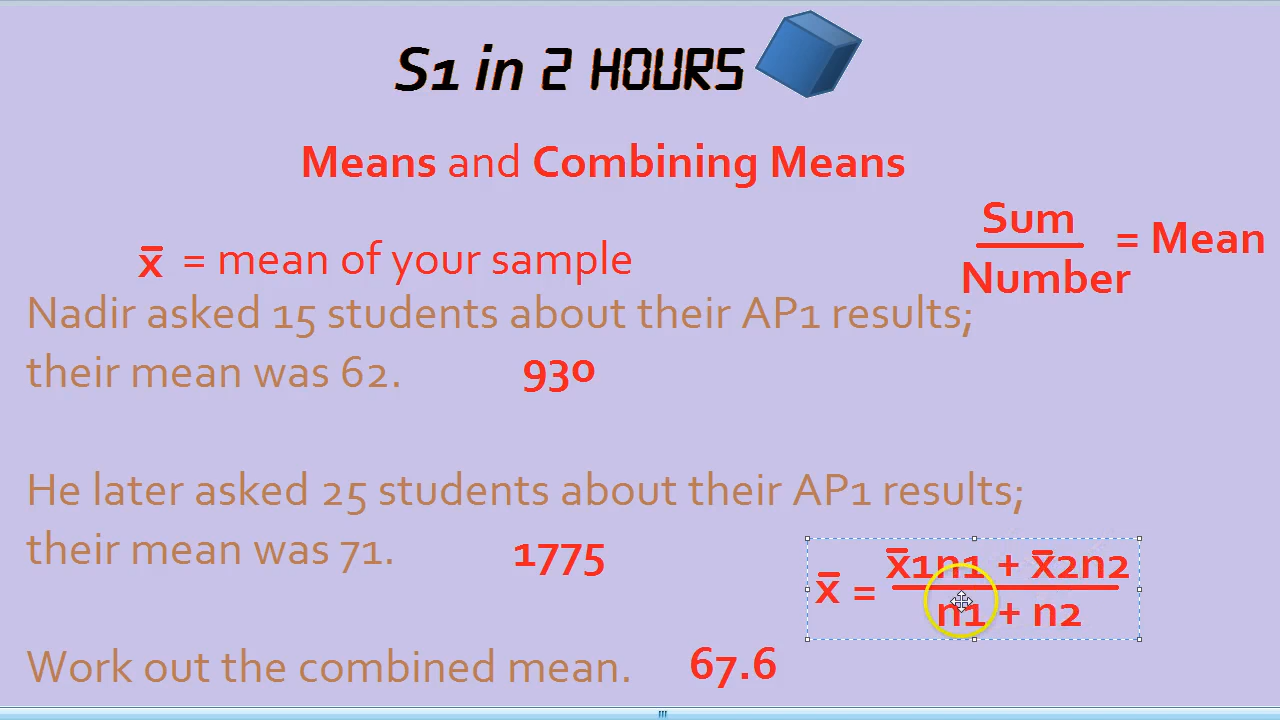 S1 in 2 HOURS
Means and Combining Means
Sum
Number
= Mean
x̅ = mean of your sample
Nadir asked 15 students about their AP1 results;
their mean was 62.
930
He later asked 25 students about their AP1 results;
their mean was 71.
1775
x̅ =
x̅1n1 + x̅2n2
n1 + n2
Work out the combined mean.
67.6